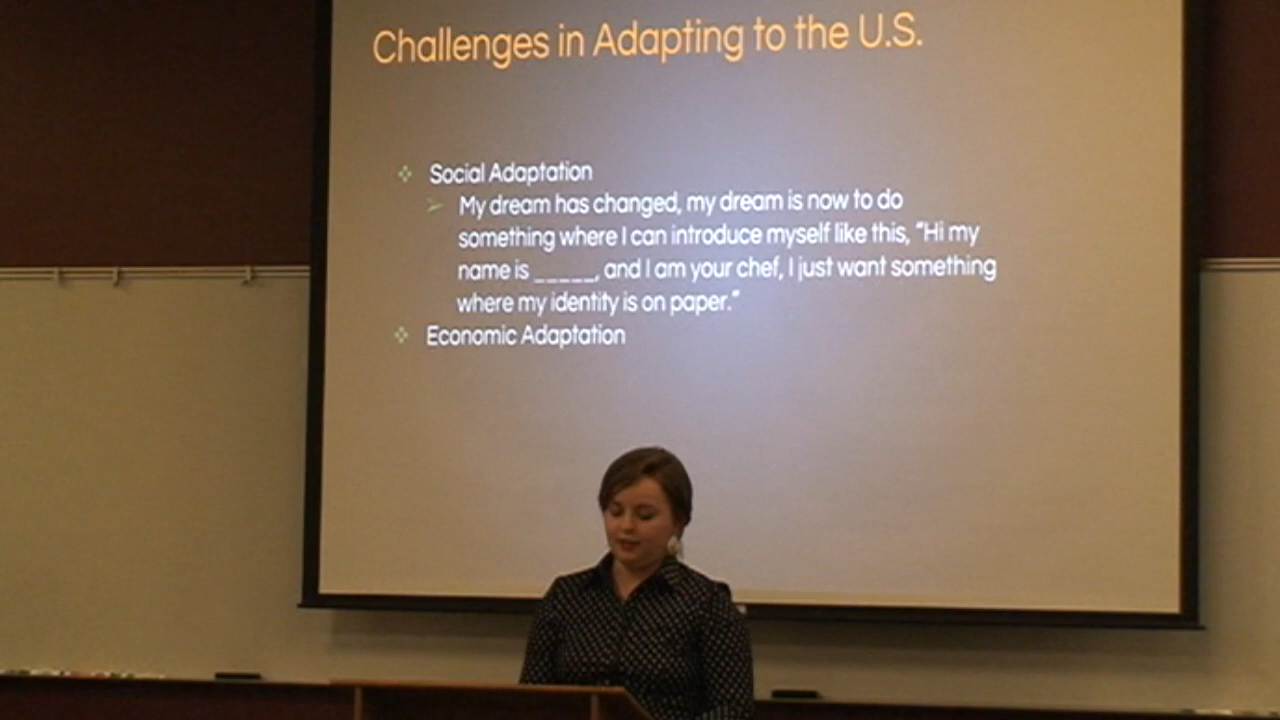 Challenges in Adapting to the U.S.
Social Adaptation
My dream has changed, my dream is now to do
something where I can introduce myself like this, "Hi my
name is _____, and I am your chef, I just want something
where my identity is on paper."
Economic Adaptation